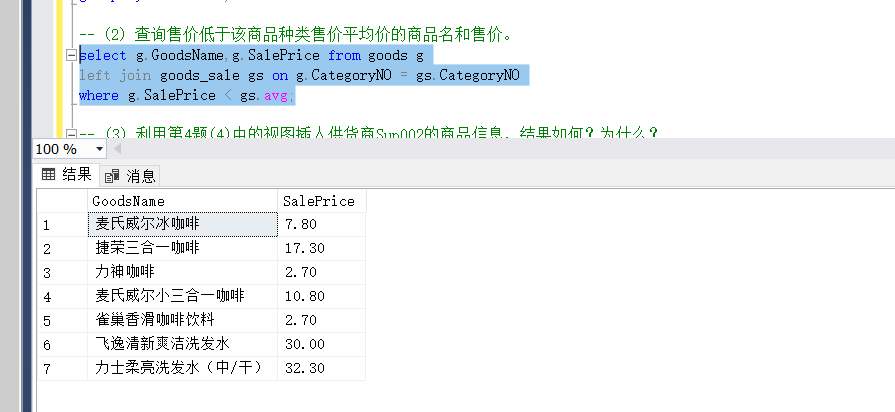 -- (2) 查询售价低于该商品种类售价平均价的商品名和售价。
select g.GoodsName,g.SalePrice from goods g
left join goods_sale gs on g.CategoryNO = gs.CategoryNO
where g.SalePrice < gs.avg;
-- (3) 利用第4题(4)中的视图插入供货商Sup002的商品信息，结果如何？为什么？
100 %
结果 消息
GoodsName SalePrice
1 麦氏威尔冰咖啡 7.80
2 捷荣三合一咖啡 17.30
3 力神咖啡 2.70
4 麦氏威尔小三合一咖啡 10.80
5 雀巢香滑咖啡饮料 2.70
6 飞逸清新爽洁洗发水 30.00
7 力士柔亮洗发水（中/干） 32.30